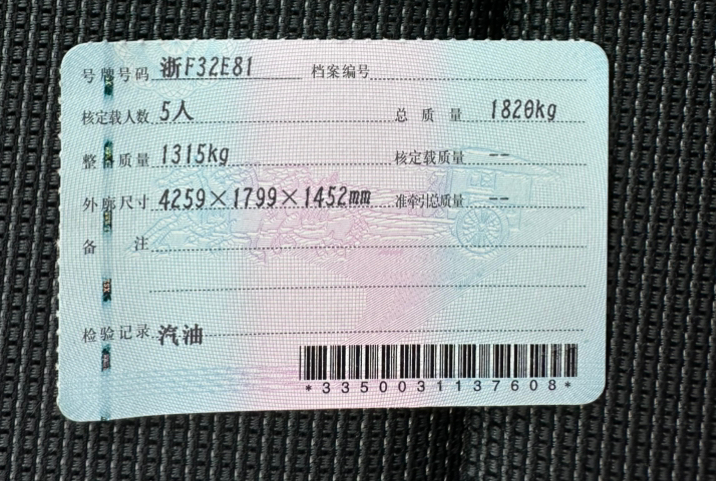 号牌号码 浙F32E81 档案编号
核定载人数 5人 总质量 1820kg
整备质量 1315kg 核定载质量 --
外廓尺寸 4259×1799×1452mm 准牵引总质量 --
备注
检验记录 汽油
*3350031137608*